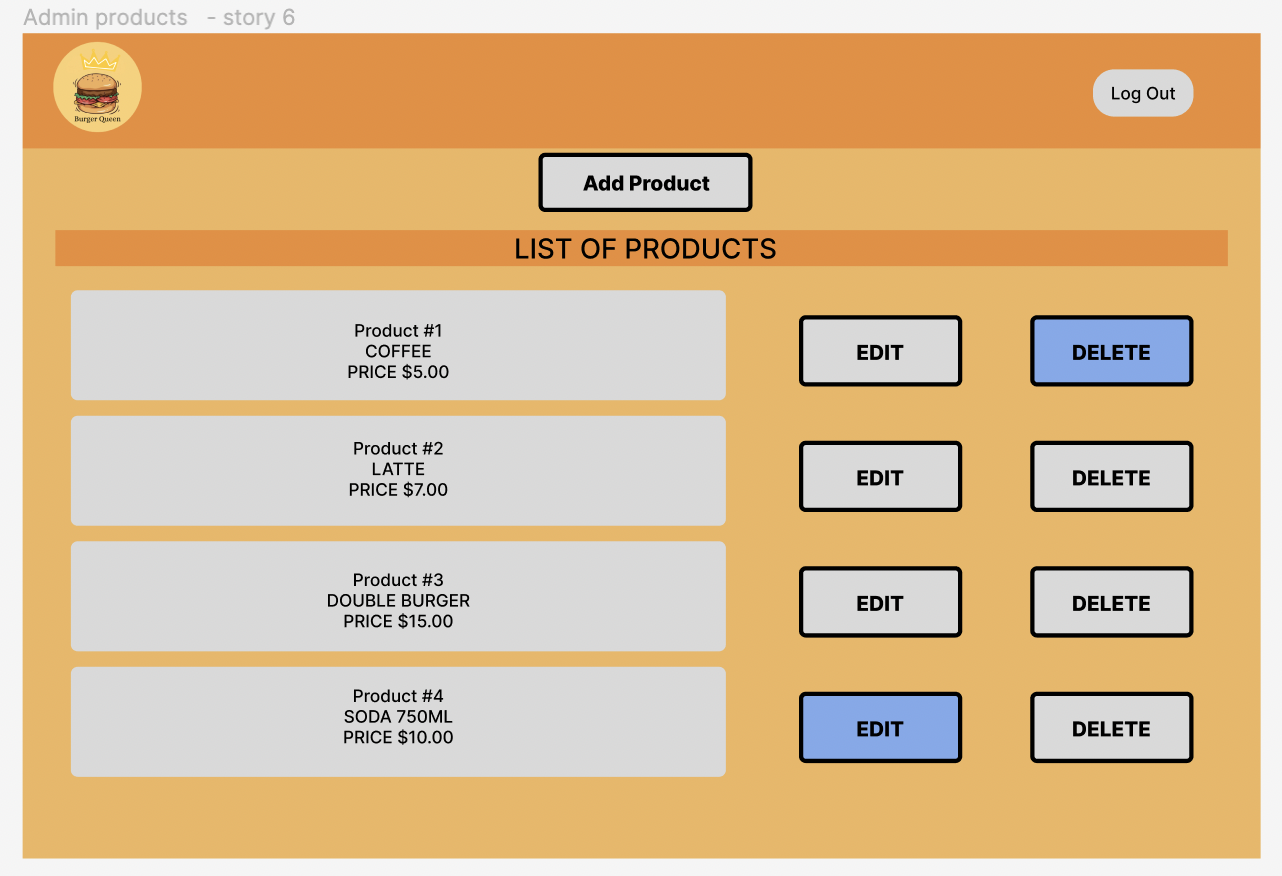 Admin products - story 6
Burger Queen
Log Out
Add Product
LIST OF PRODUCTS
Product #1
COFFEE
PRICE $5.00
EDIT
DELETE
Product #2
LATTE
PRICE $7.00
EDIT
DELETE
Product #3
DOUBLE BURGER
PRICE $15.00
EDIT
DELETE
Product #4
SODA 750ML
PRICE $10.00
EDIT
DELETE